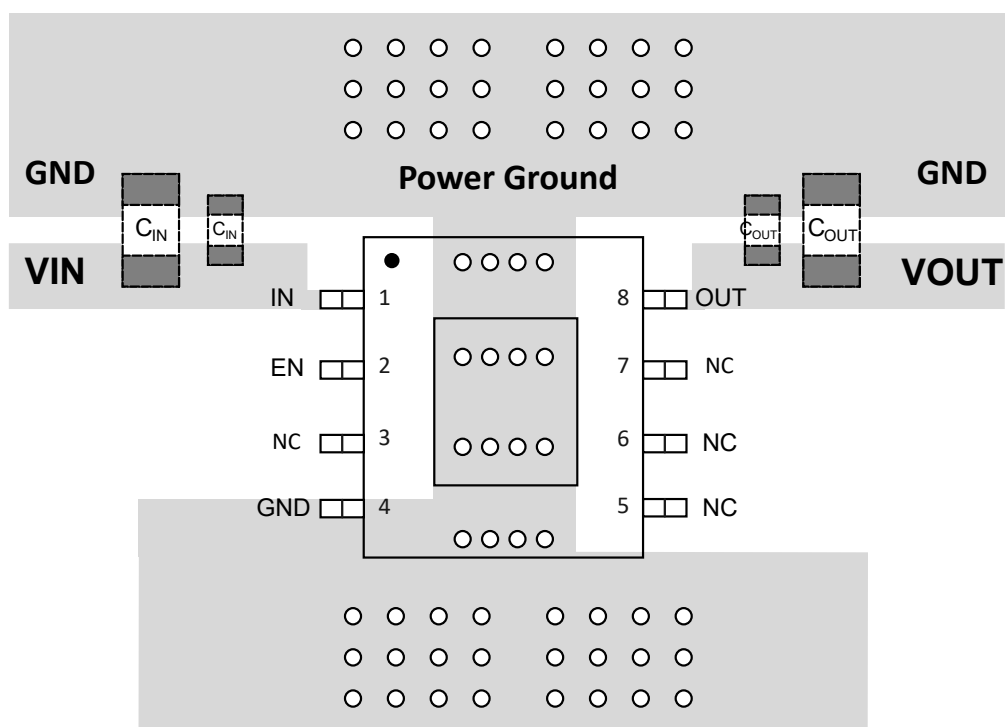 GND
Power Ground
GND
C_IN
C_IN
C_OUT
C_OUT
VIN
VOUT
IN
1
8
OUT
EN
2
7
NC
NC
3
6
NC
GND
4
5
NC